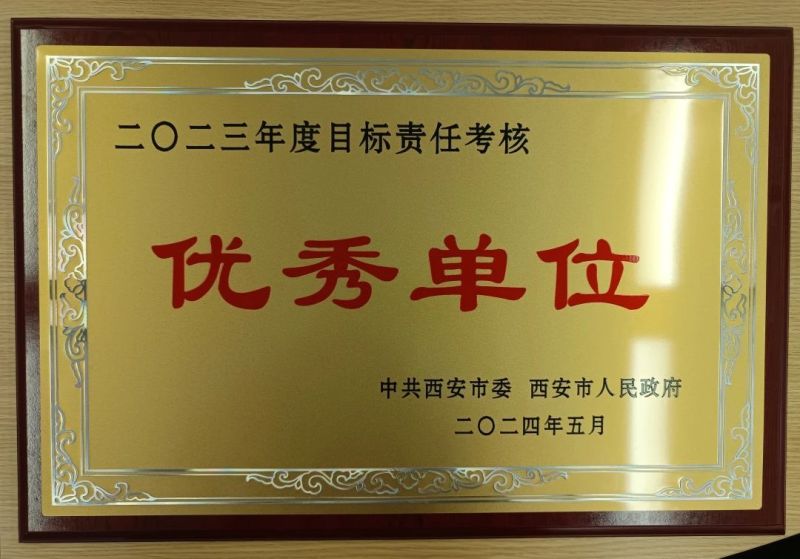 二〇二三年度目标责任考核
优秀单位
中共西安市委 西安市人民政府
二〇二四年五月